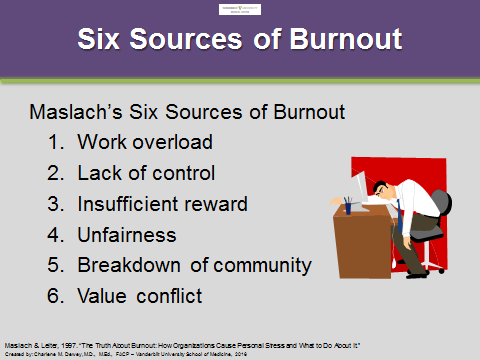 Six Sources of Burnout
Maslach's Six Sources of Burnout
1. Work overload
2. Lack of control
3. Insufficient reward
4. Unfairness
5. Breakdown of community
6. Value conflict
Maslach & Leiter, 1997. "The Truth About Burnout: How Organizations Cause Personal Stress and What to Do About It."
Created by: Charlene M. Dewey, M.D., M.Ed., FACP – Vanderbilt University School of Medicine, 2016